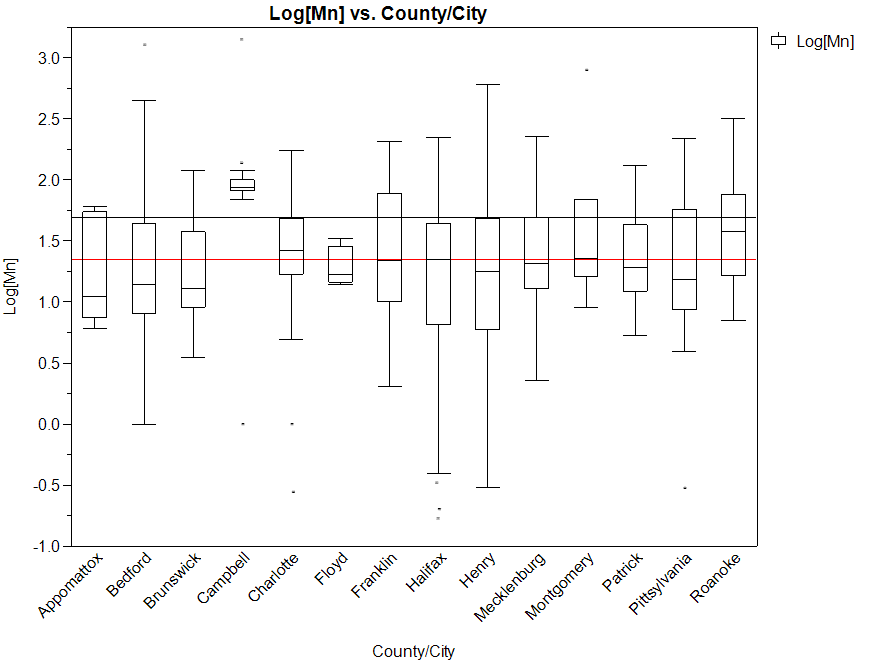 Log[Mn] vs. County/City
Log[Mn]
3.0
2.5
2.0
1.5
1.0
0.5
0.0
-0.5
-1.0
Log[Mn]
Appomattox
Bedford
Brunswick
Campbell
Charlotte
Floyd
Franklin
Halifax
Henry
Mecklenburg
Montgomery
Patrick
Pittsylvania
Roanoke
County/City